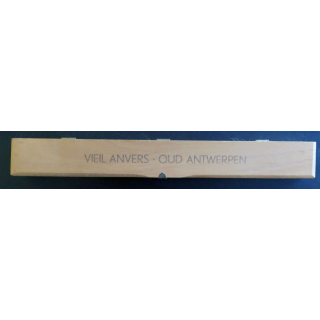 VIEIL ANVERS - OUD ANTWERPEN